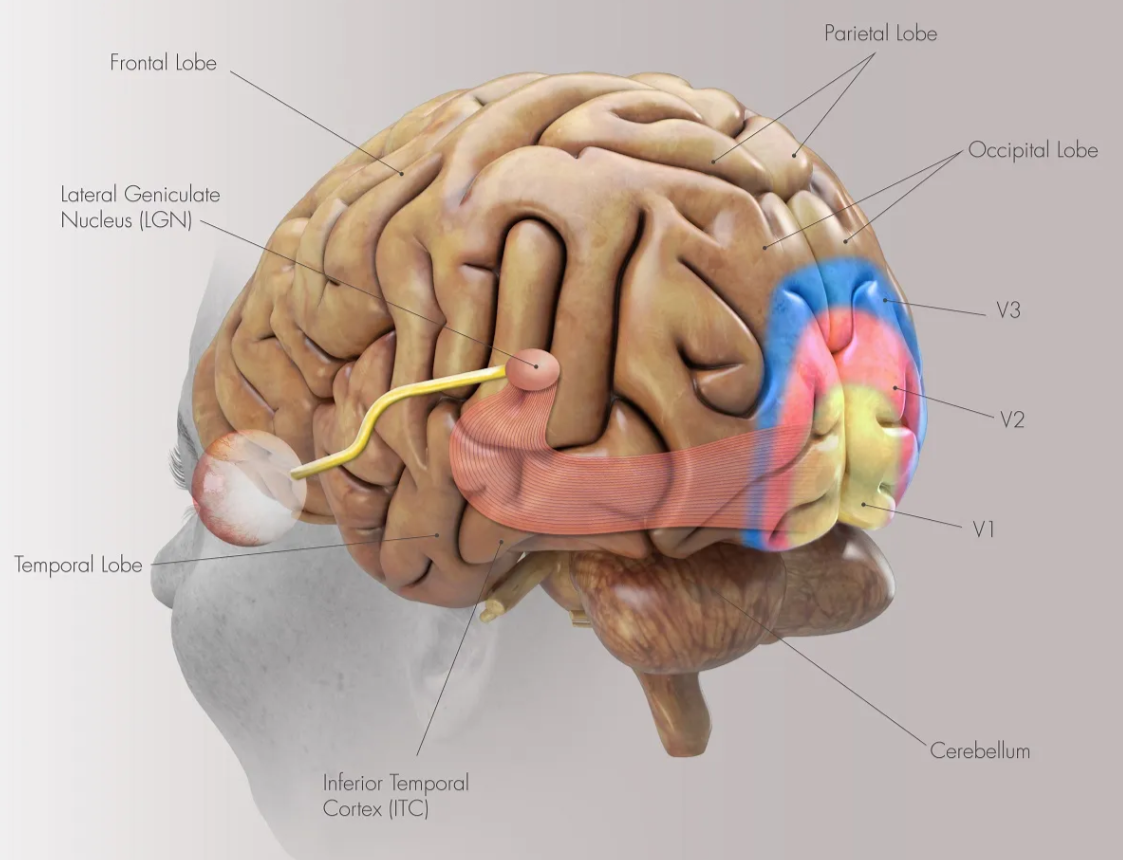 Parietal Lobe
Frontal Lobe
Occipital Lobe
Lateral Geniculate
Nucleus (LGN)
V3
V2
V1
Temporal Lobe
Cerebellum
Inferior Temporal
Cortex (ITC)